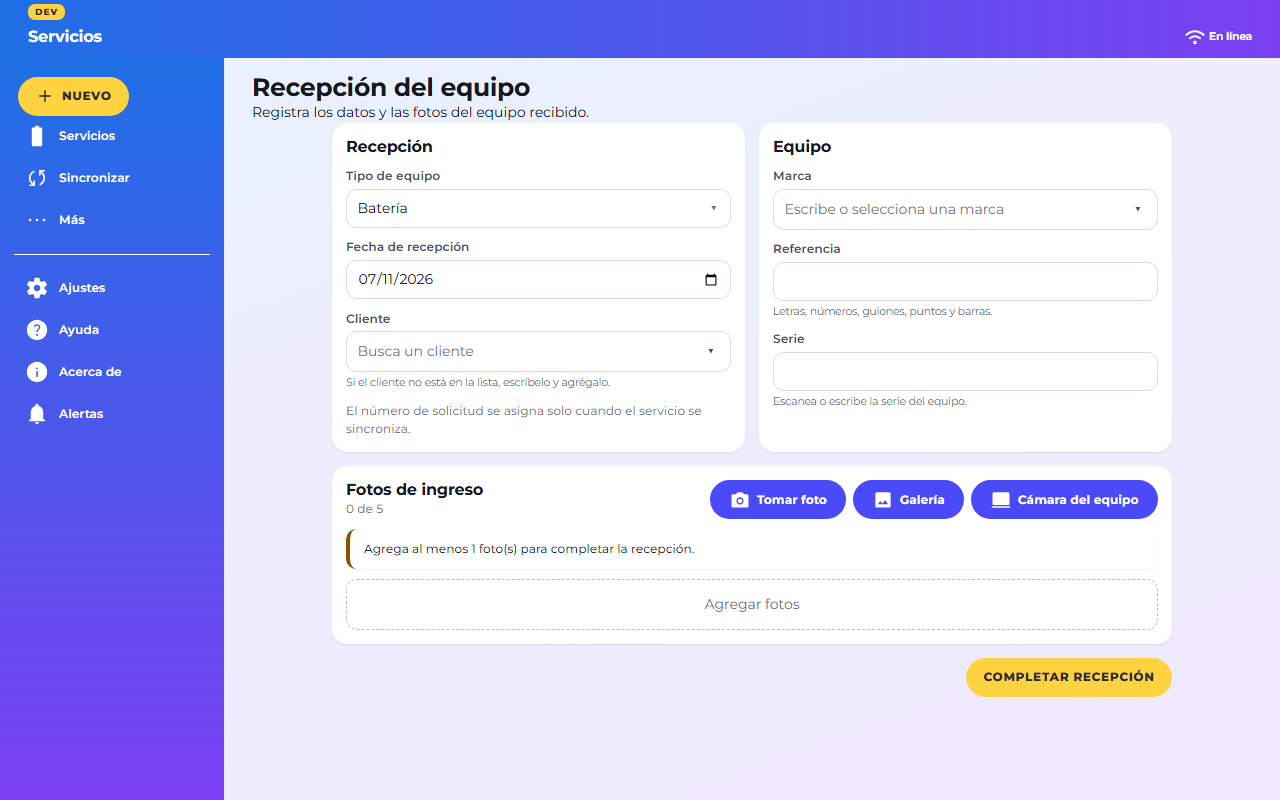 DEV
Servicios
En línea
NUEVO
Servicios
Sincronizar
Más
Ajustes
Ayuda
Acerca de
Alertas
Recepción del equipo
Registra los datos y las fotos del equipo recibido.
Recepción
Tipo de equipo
Batería
Fecha de recepción
07/11/2026
Cliente
Busca un cliente
Si el cliente no está en la lista, escríbelo y agrégalo.
El número de solicitud se asigna solo cuando el servicio se
sincroniza.
Equipo
Marca
Escribe o selecciona una marca
Referencia
Letras, números, guiones, puntos y barras.
Serie
Escanea o escribe la serie del equipo.
Fotos de ingreso
0 de 5
Tomar foto
Galería
Cámara del equipo
Agrega al menos 1 foto(s) para completar la recepción.
Agregar fotos
COMPLETAR RECEPCIÓN